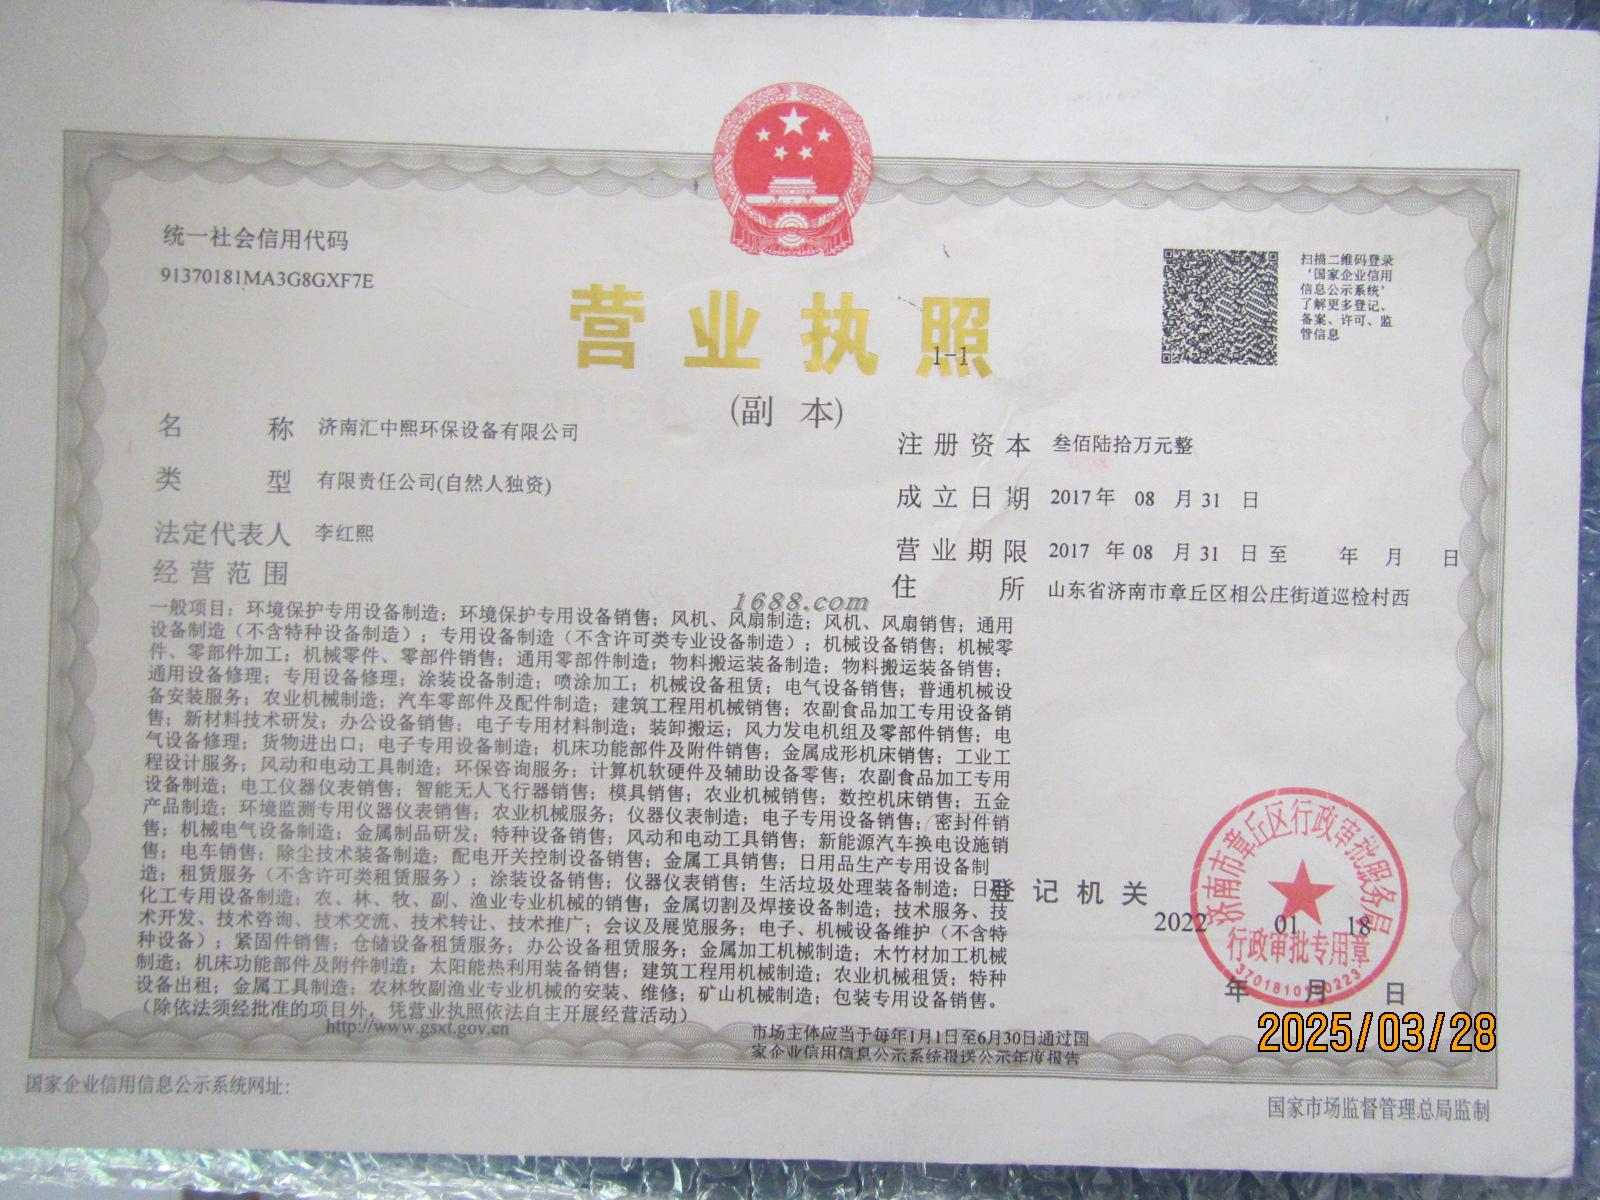 统一社会信用代码
91370181MA3G8GXF7E
扫描二维码登录
‘国家企业信用
信息公示系统’
了解更多登记、
备案、许可、监
管信息
营业执照
1-1
(副 本)
名 称 济南汇中熙环保设备有限公司
类 型 有限责任公司(自然人独资)
法定代表人 李红熙
经营范围
注册资本 叁佰陆拾万元整
成立日期 2017年 08 月 31 日
营业期限 2017 年 08 月 31 日 至 年 月 日
住 所 山东省济南市章丘区相公庄街道巡检村西
1688.com
一般项目：环境保护专用设备制造；环境保护专用设备销售；风机、风扇制造；风机、风扇销售；通用
设备制造（不含特种设备制造）；专用设备制造（不含许可类专业设备制造）；机械设备销售；机械零
件、零部件加工；机械零件、零部件销售；通用零部件制造；物料搬运装备制造；物料搬运装备销售；
通用设备修理；专用设备修理；涂装设备制造；喷涂加工；机械设备租赁；电气设备销售；普通机械设
备安装服务；农业机械制造；汽车零部件及配件制造；建筑工程用机械销售；农副食品加工专用设备销
售；新材料技术研发；办公设备销售；电子专用材料制造；装卸搬运；风力发电机组及零部件销售；电
气设备修理；货物进出口；电子专用设备制造；机床功能部件及附件销售；金属成形机床销售；工业工
程设计服务；风动和电动工具制造；环保咨询服务；计算机软硬件及辅助设备零售；农副食品加工专用
设备制造；电工仪器仪表销售；智能无人飞行器销售；模具销售；农业机械销售；数控机床销售；五金
产品制造；环境监测专用仪器仪表销售；农业机械服务；仪器仪表制造；电子专用设备销售；密封件销
售；机械电气设备制造；金属制品研发；特种设备销售；风动和电动工具销售；新能源汽车换电设施销
售；电车销售；除尘技术装备制造；配电开关控制设备销售；金属工具销售；日用品生产专用设备制
造；租赁服务（不含许可类租赁服务）；涂装设备销售；仪器仪表销售；生活垃圾处理装备制造；日用
化工专用设备制造；农、林、牧、副、渔业专业机械的销售；金属切割及焊接设备制造；技术服务、技
术开发、技术咨询、技术交流、技术转让、技术推广；会议及展览服务；电子、机械设备维护（不含特
种设备）；紧固件销售；仓储设备租赁服务；办公设备租赁服务；金属加工机械制造；木竹材加工机械
制造；机床功能部件及附件制造；太阳能热利用装备销售；建筑工程用机械制造；农业机械租赁；特种
设备出租；金属工具制造；农林牧副渔业专业机械的安装、维修；矿山机械制造；包装专用设备销售。
（除依法须经批准的项目外，凭营业执照依法自主开展经营活动）
登记机关
2022 01 18
年 月 日
济南市章丘区行政审批服务局
行政审批专用章
2025/03/28
http://www.gsxt.gov.cn
市场主体应当于每年1月1日至6月30日通过国
家企业信用信息公示系统报送公示年度报告
国家企业信用信息公示系统网址：
国家市场监督管理总局监制